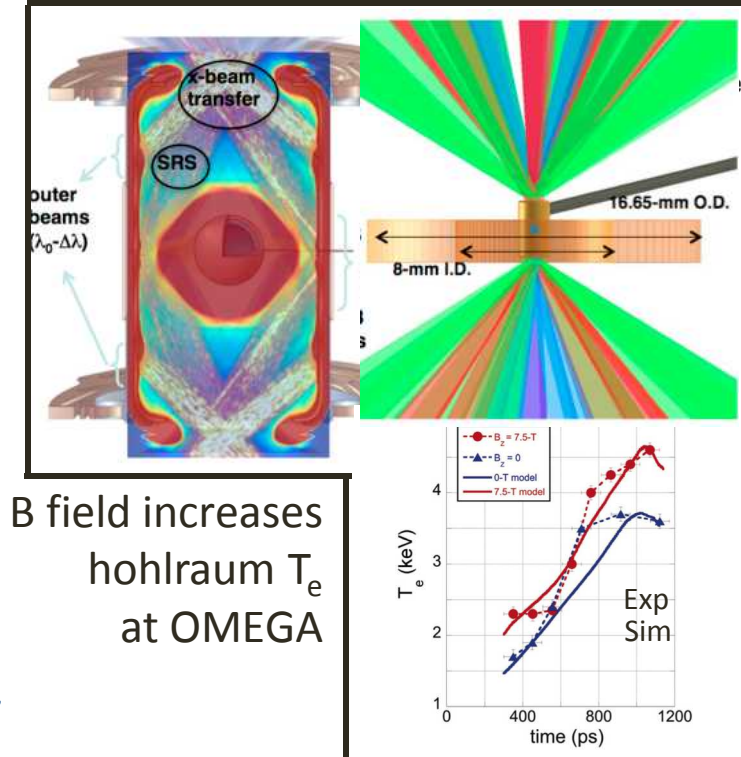 x-beam
transfer
SRS
outer
beams
(λ₀-Δλ)
16.65-mm O.D.
8-mm I.D.
B field increases
hohlraum Tₑ
at OMEGA
B_z = 7.5-T
B_z = 0
0-T model
7.5-T model
4
3
2
1
Tₑ (keV)
Exp
Sim
0
400
800
1200
time (ps)